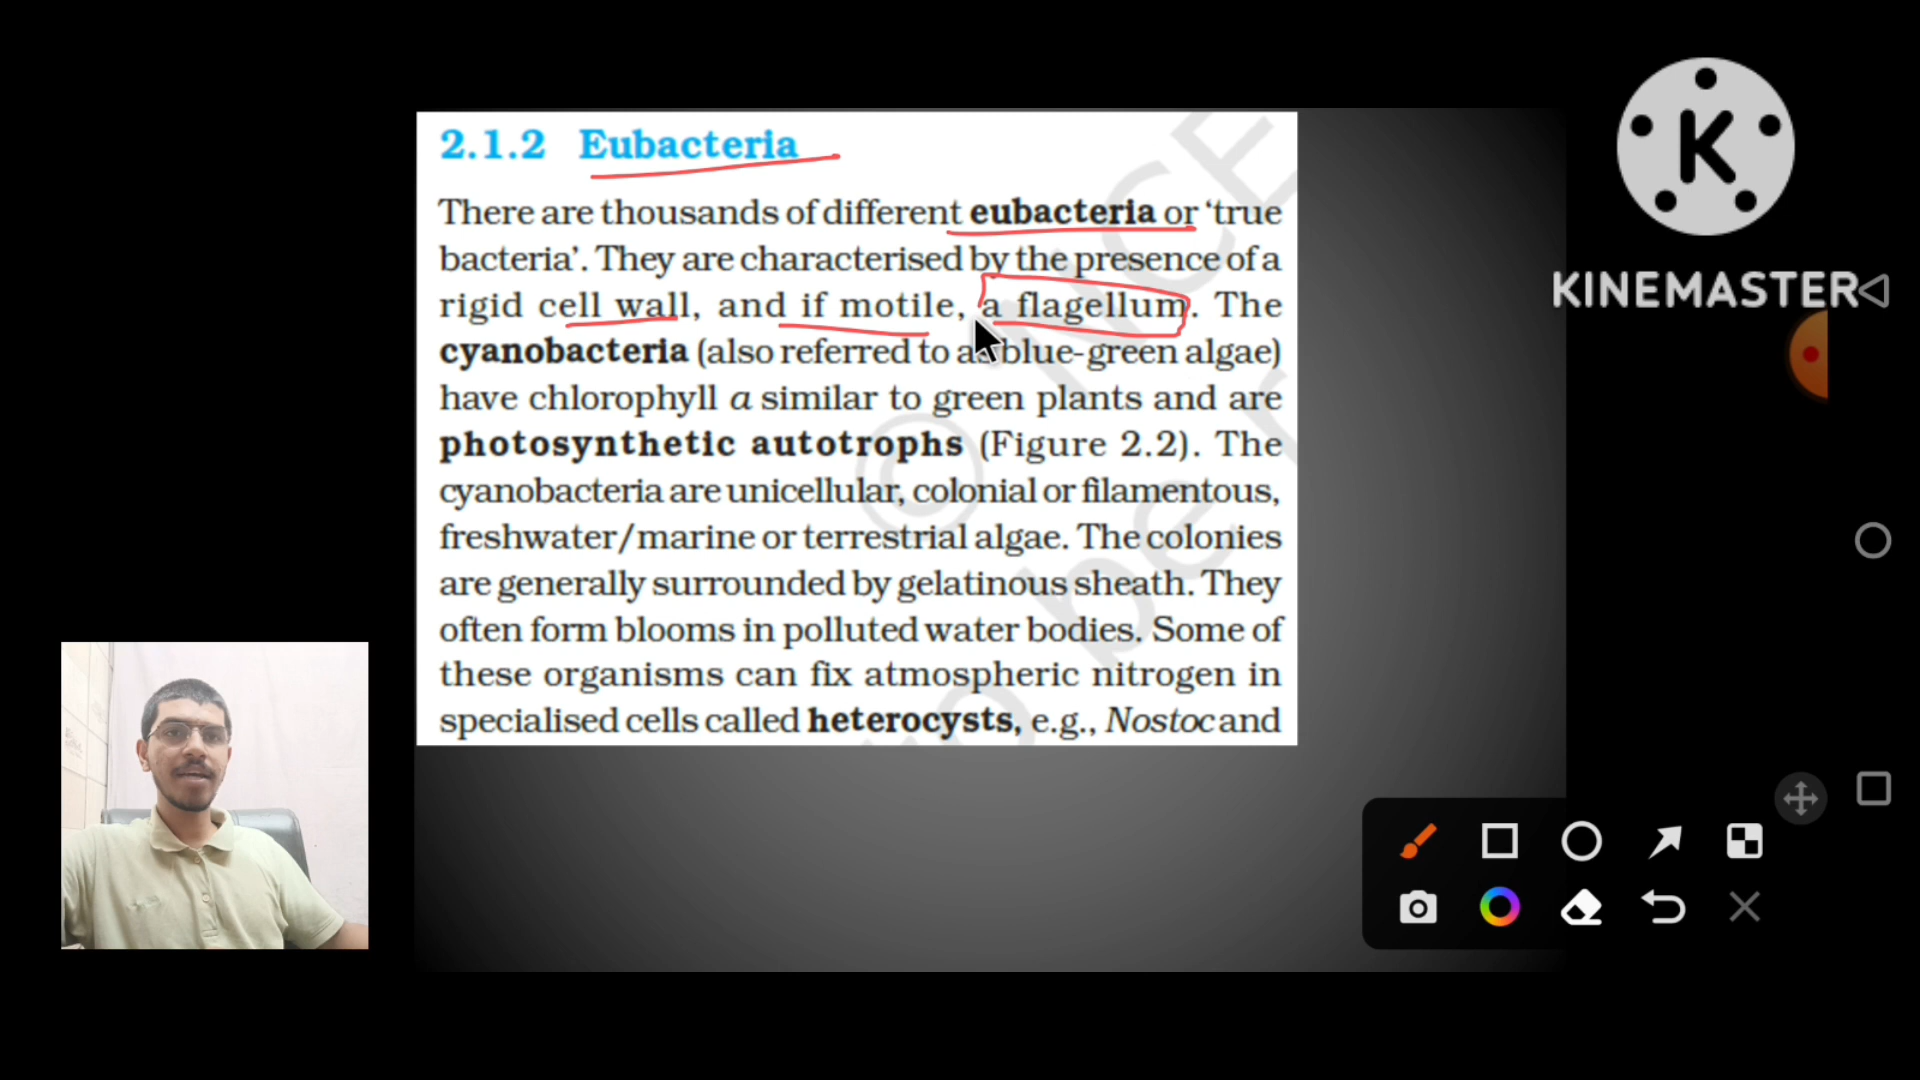 2.1.2 Eubacteria
There are thousands of different eubacteria or ‘true
bacteria’. They are characterised by the presence of a
rigid cell wall, and if motile, a flagellum. The
cyanobacteria (also referred to as blue-green algae)
have chlorophyll a similar to green plants and are
photosynthetic autotrophs (Figure 2.2). The
cyanobacteria are unicellular, colonial or filamentous,
freshwater/marine or terrestrial algae. The colonies
are generally surrounded by gelatinous sheath. They
often form blooms in polluted water bodies. Some of
these organisms can fix atmospheric nitrogen in
specialised cells called heterocysts, e.g., Nostoc and
K
KINEMASTER